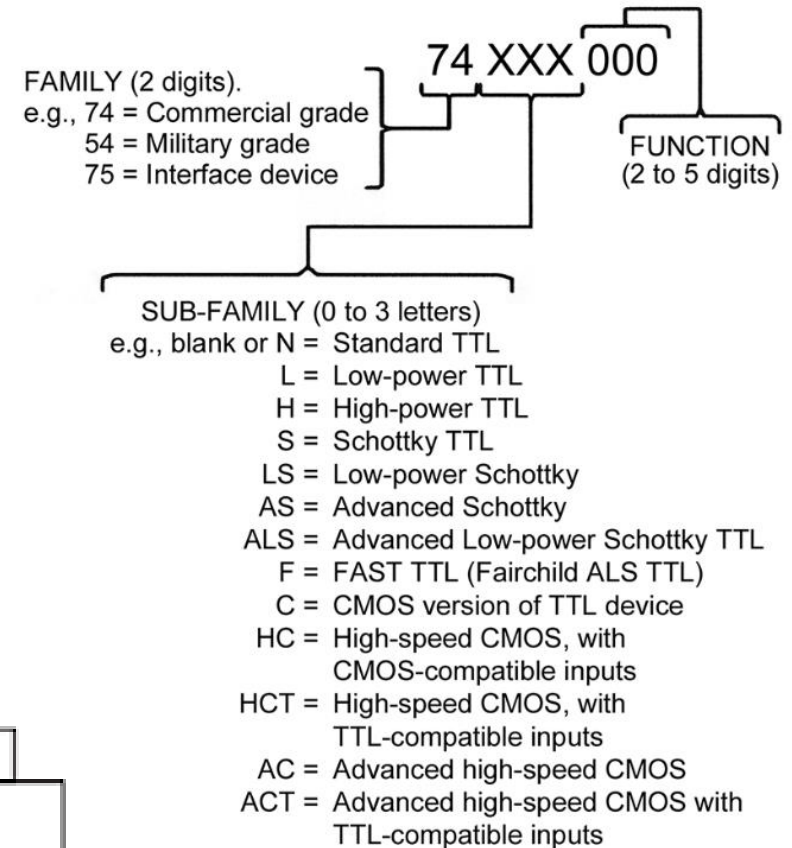 74 XXX 000
FAMILY (2 digits).
e.g., 74 = Commercial grade
54 = Military grade
75 = Interface device
FUNCTION
(2 to 5 digits)
SUB-FAMILY (0 to 3 letters)
e.g., blank or N = Standard TTL
L = Low-power TTL
H = High-power TTL
S = Schottky TTL
LS = Low-power Schottky
AS = Advanced Schottky
ALS = Advanced Low-power Schottky TTL
F = FAST TTL (Fairchild ALS TTL)
C = CMOS version of TTL device
HC = High-speed CMOS, with
CMOS-compatible inputs
HCT = High-speed CMOS, with
TTL-compatible inputs
AC = Advanced high-speed CMOS
ACT = Advanced high-speed CMOS with
TTL-compatible inputs